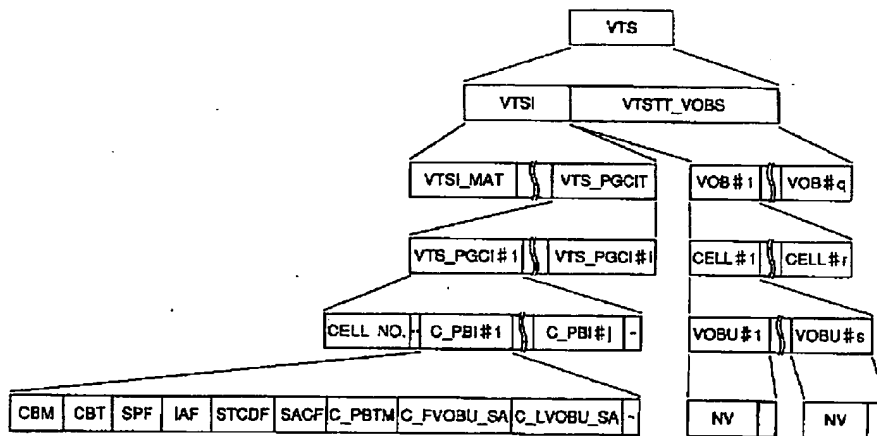 VTS
VTSI VTSTT_VOBS
VTSI_MAT VTS_PGCIT VOB#1 VOB#q
VTS_PGCI#1 VTS_PGCI#i CELL#1 CELL#r
CELL NO. -- C_PBI#1 C_PBI#j - VOBU#1 VOBU#s
CBM CBT SPF IAF STCDF SACF C_PBTM C_FVOBU_SA C_LVOBU_SA - NV NV